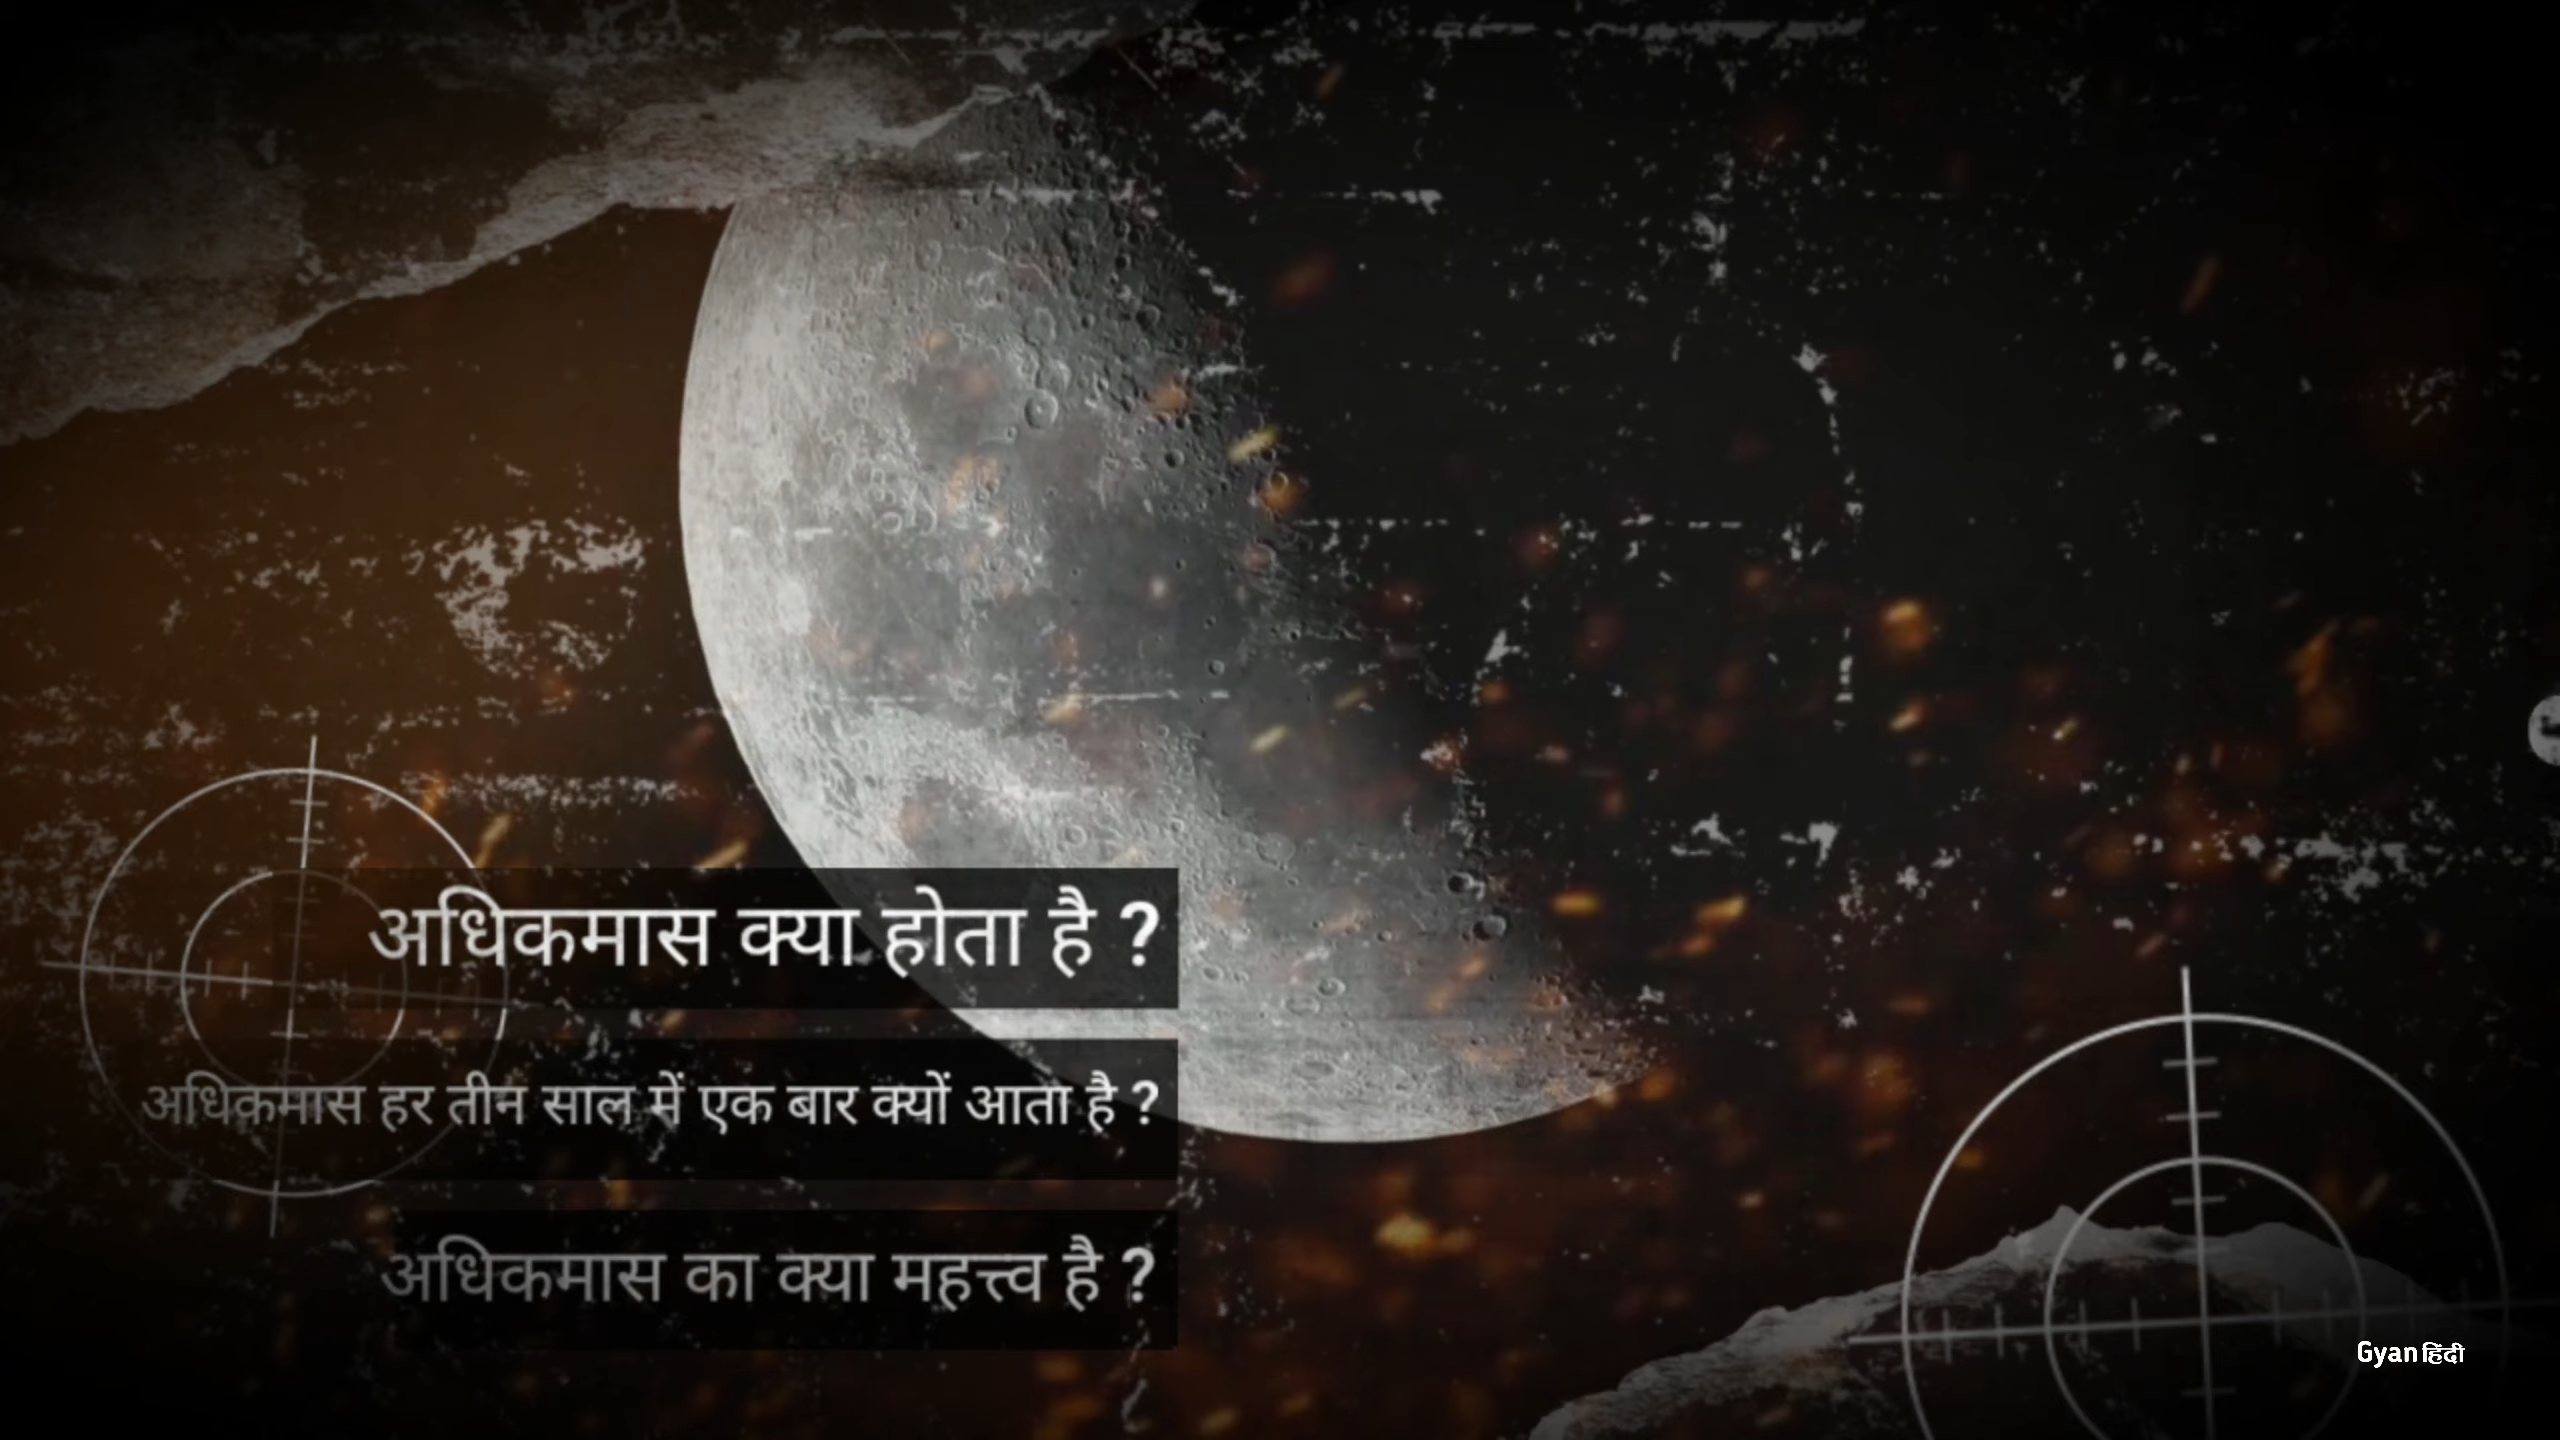 अधिकमास क्या होता है ?
अधिकमास हर तीन साल में एक बार क्यों आता है ?
अधिकमास का क्या महत्त्व है ?
Gyan हिंदी